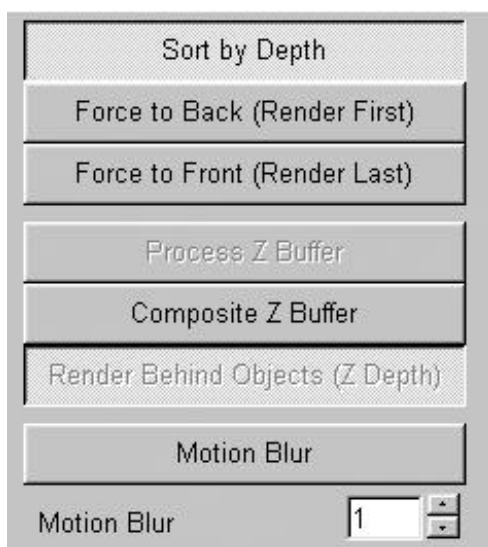 Sort by Depth
Force to Back (Render First)
Force to Front (Render Last)
Process Z Buffer
Composite Z Buffer
Render Behind Objects (Z Depth)
Motion Blur
Motion Blur 1